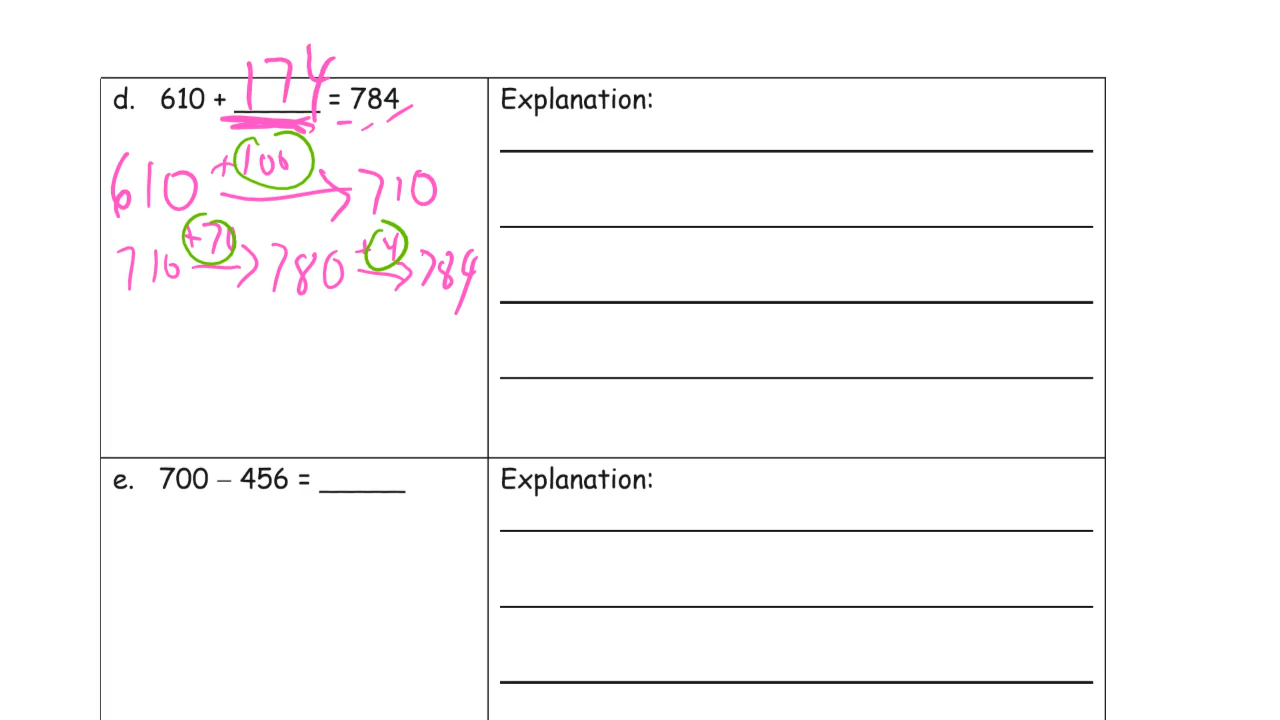 d. 610 + 174 = 784
610 +100 → 710
710 +70 → 780 + 4 → 784
Explanation:
e. 700 – 456 = ______
Explanation: